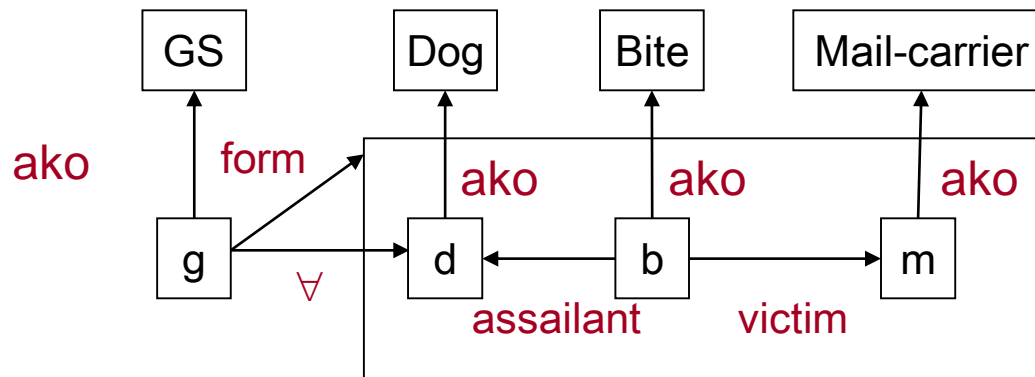 GS Dog Bite Mail-carrier
ako form ako ako ako
g d b m
∀ assailant victim